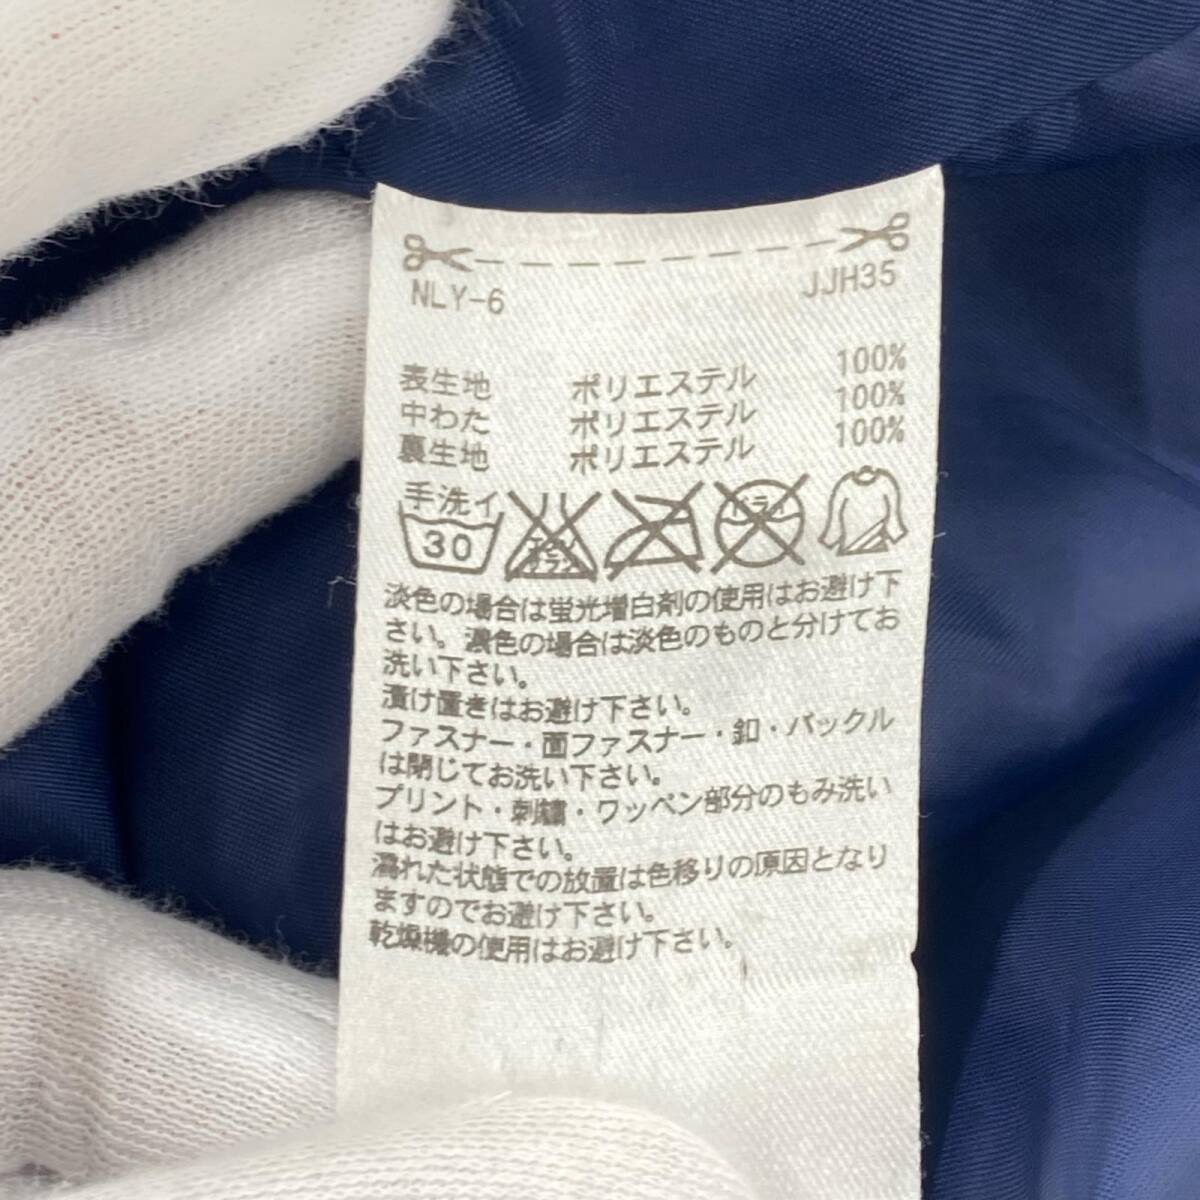 NLY-6 JJH35
表生地 ポリエステル 100%
中わた ポリエステル 100%
裏生地 ポリエステル 100%
手洗イ
30
エンソ
サラシ
ドライ
淡色の場合は蛍光増白剤の使用はお避け下
さい。濃色の場合は淡色のものと分けてお
洗い下さい。
漬け置きはお避け下さい。
ファスナー・面ファスナー・釦・バックル
は閉じてお洗い下さい。
プリント・刺繍・ワッペン部分のもみ洗い
はお避け下さい。
濡れた状態での放置は色移りの原因となり
ますのでお避け下さい。
乾燥機の使用はお避け下さい。